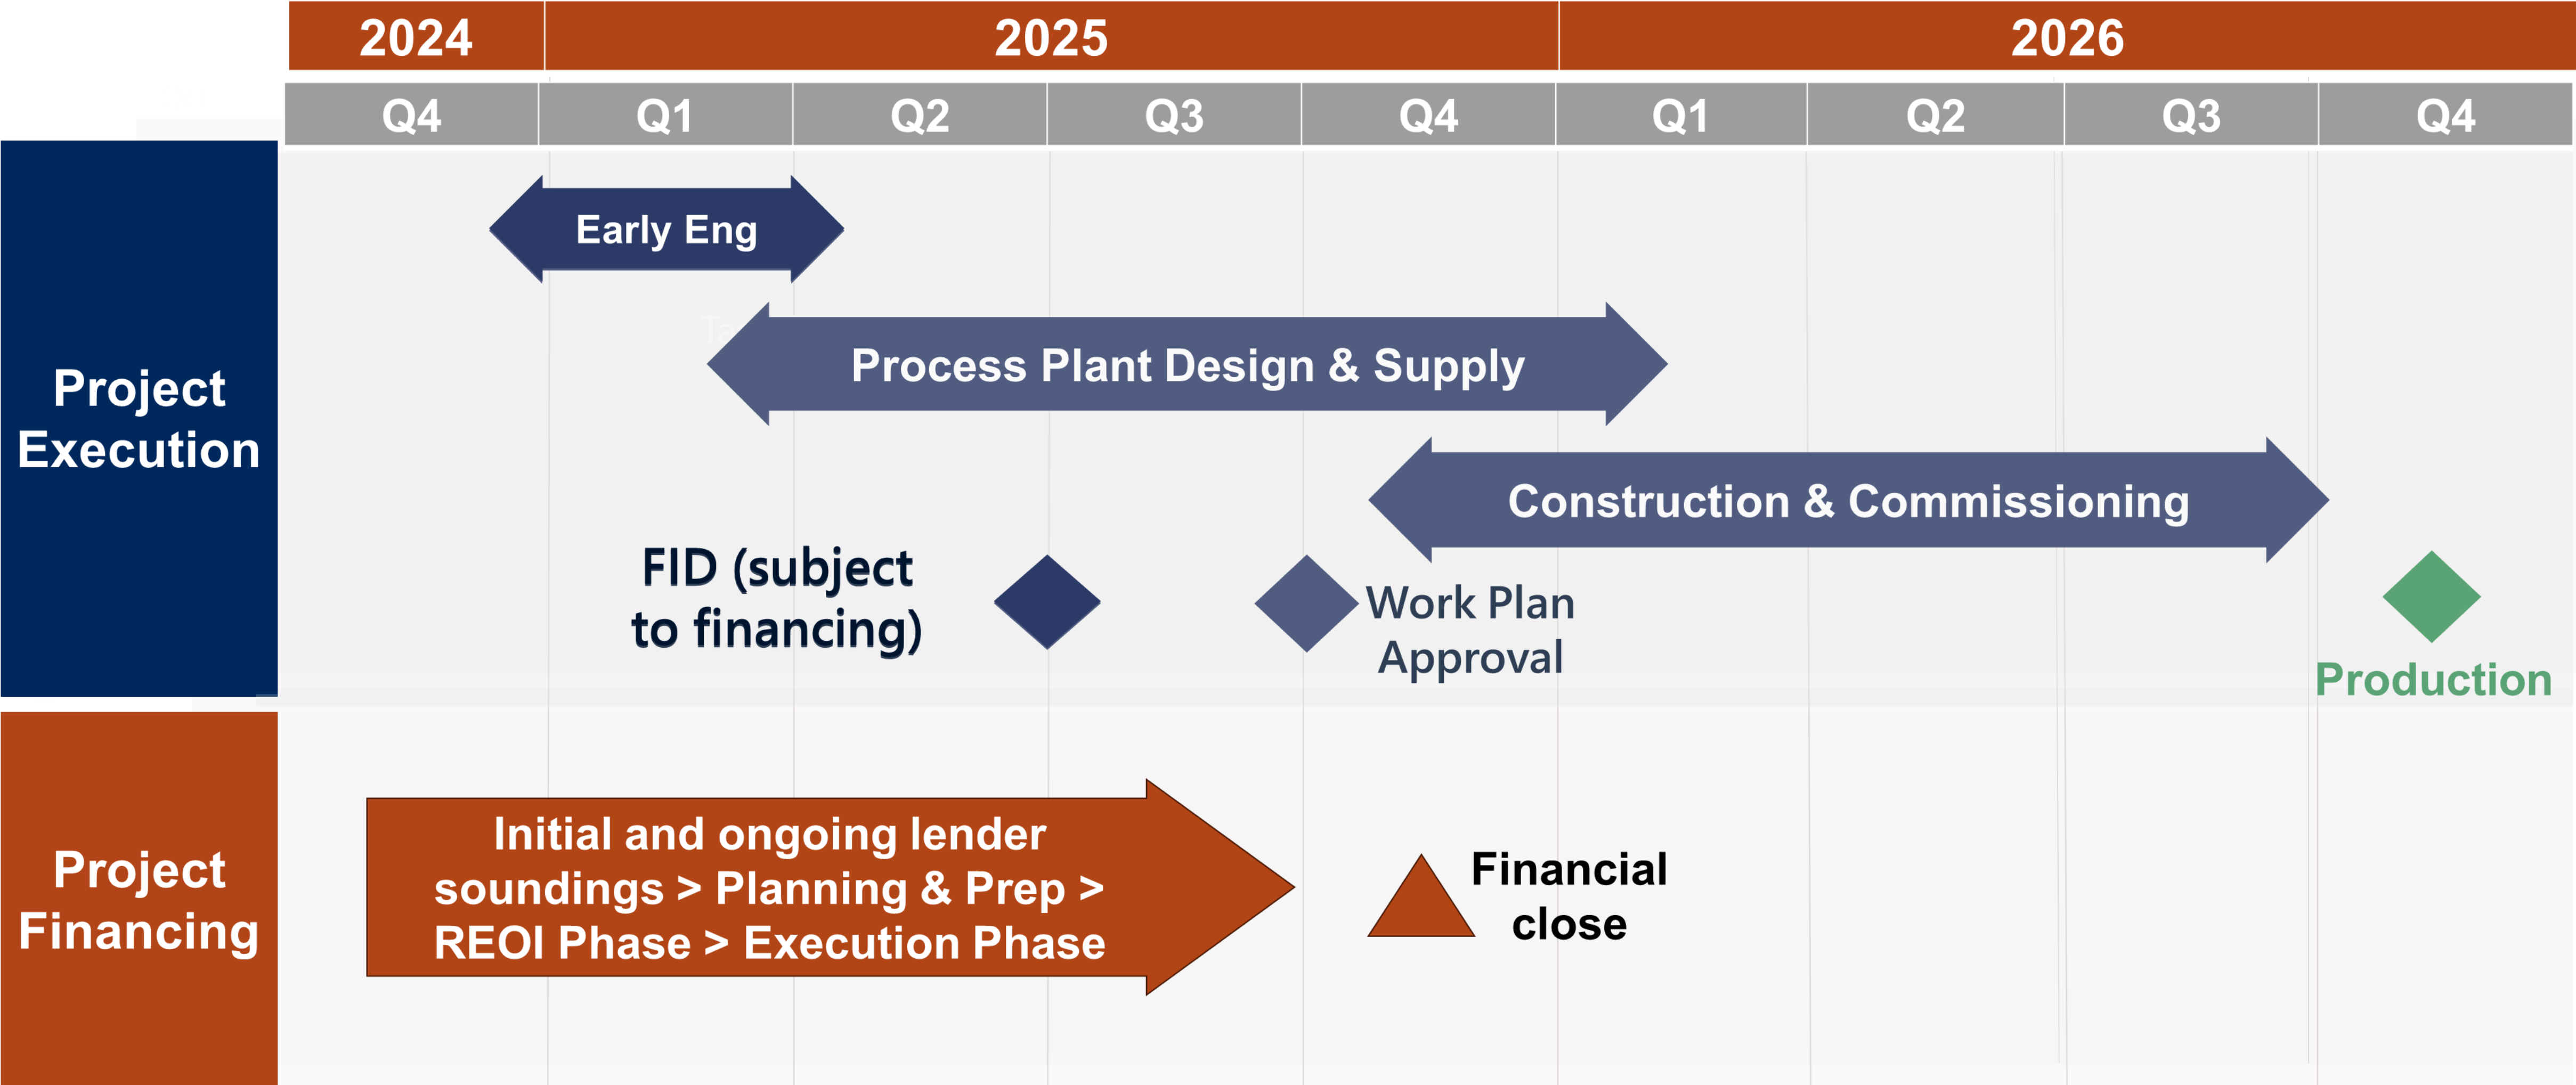 2024 2025 2026
Q4 Q1 Q2 Q3 Q4 Q1 Q2 Q3 Q4
Project
Execution
Early Eng
Ta
Process Plant Design & Supply
Construction & Commissioning
FID (subject
to financing)
Work Plan
Approval
Production
Project
Financing
Initial and ongoing lender
soundings > Planning & Prep >
REOI Phase > Execution Phase
Financial
close